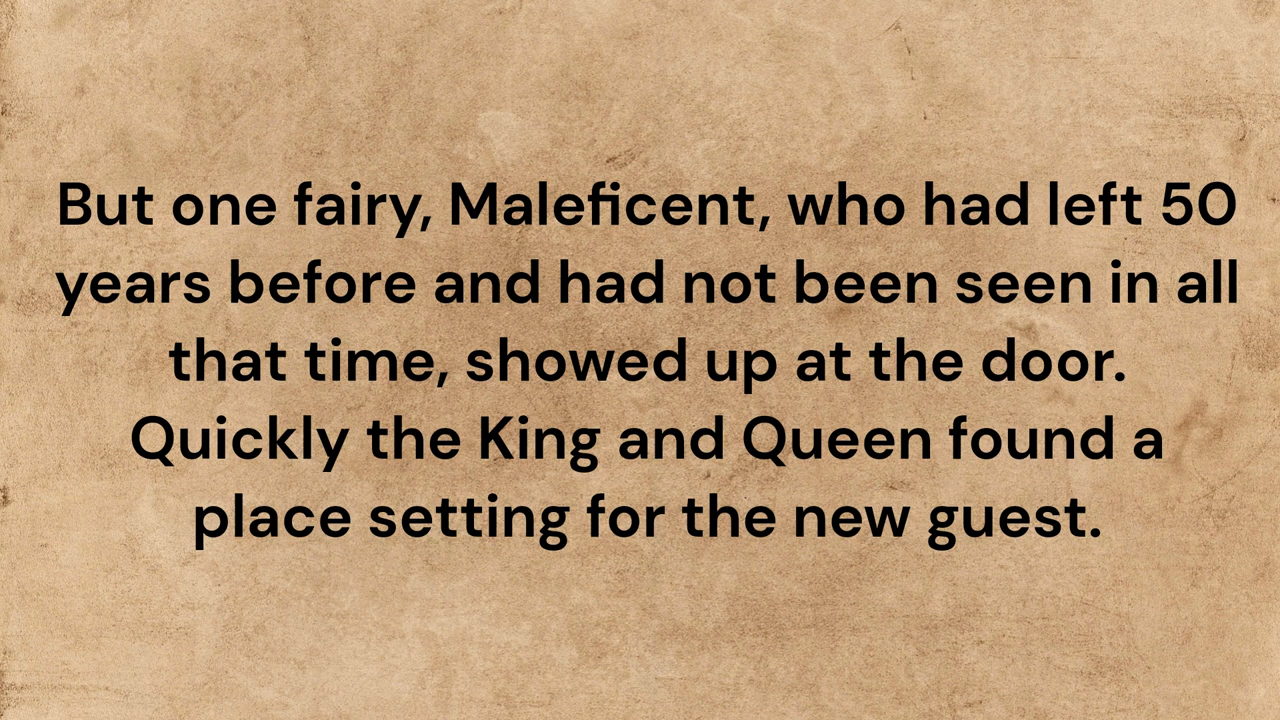 But one fairy, Maleficent, who had left 50
years before and had not been seen in all
that time, showed up at the door.
Quickly the King and Queen found a
place setting for the new guest.